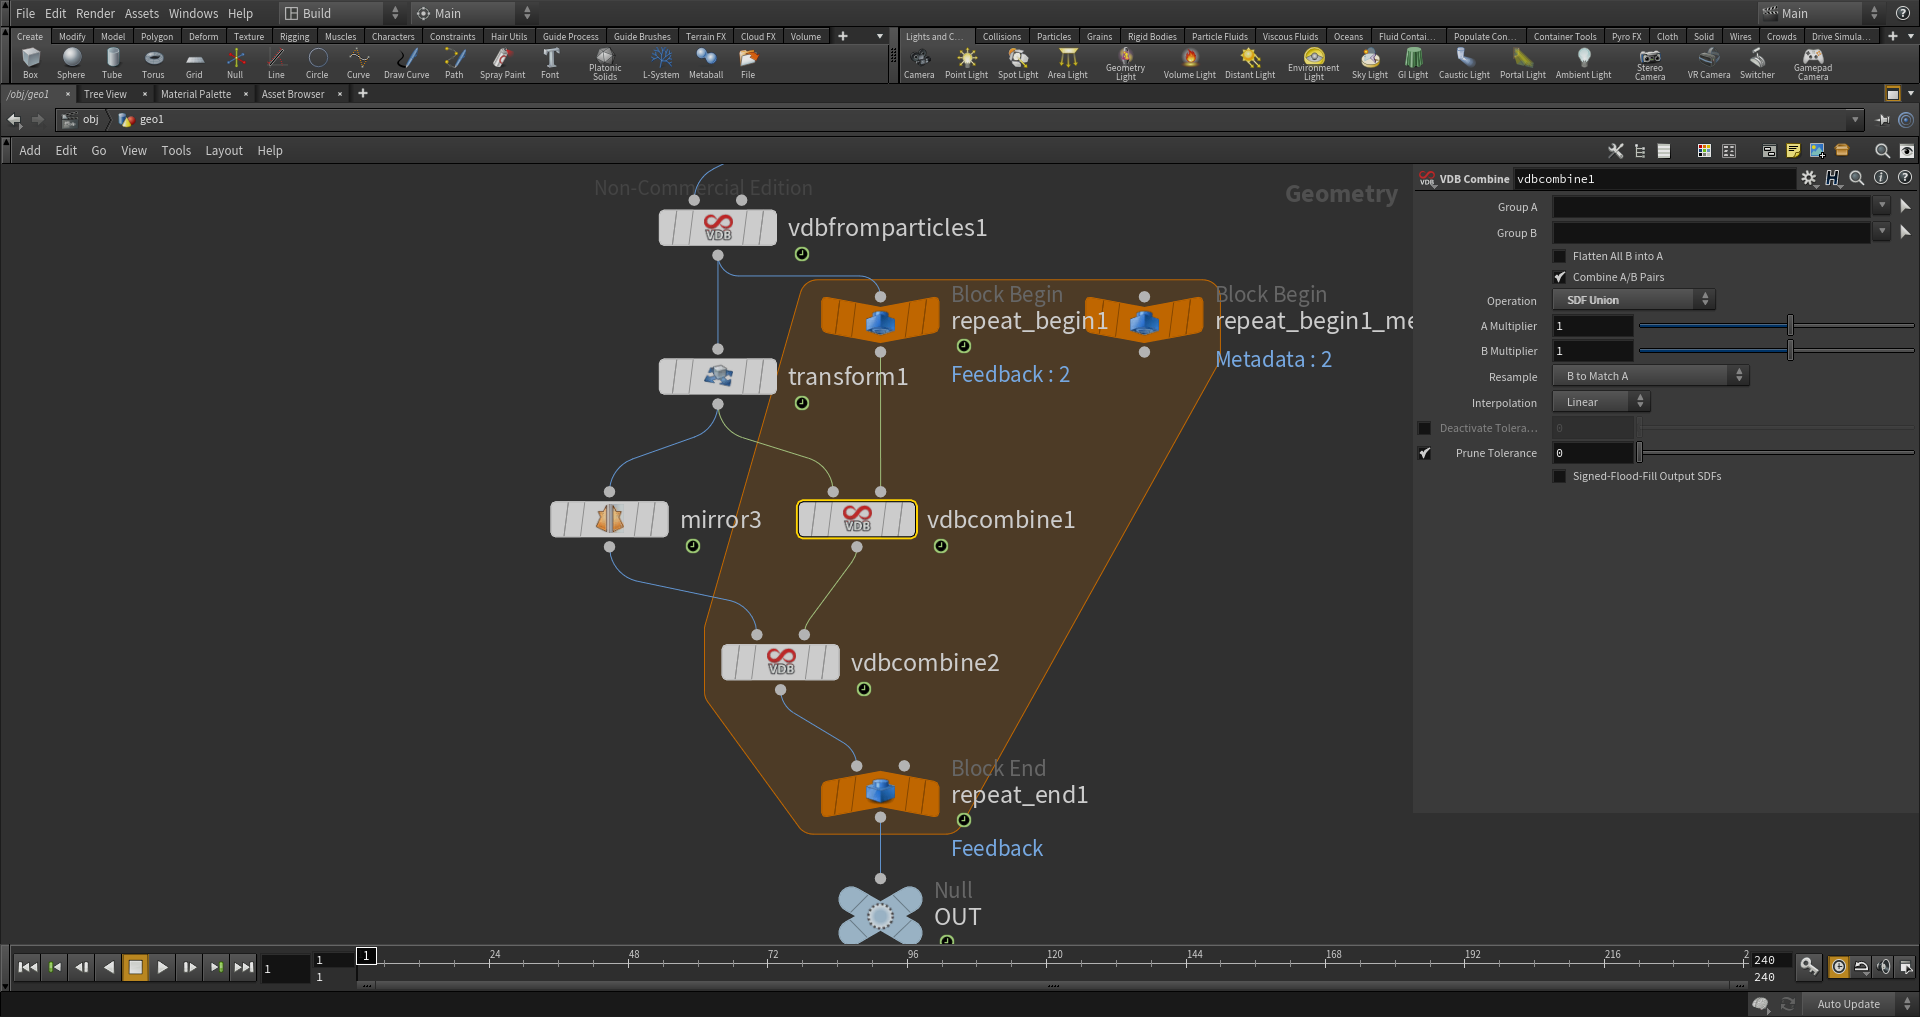 File Edit Render Assets Windows Help Build Main Main
Create Modify Model Polygon Deform Texture Rigging Muscles Characters Constraints Hair Utils Guide Process Guide Brushes Terrain FX Cloud FX Volume
Lights and C... Collisions Particles Grains Rigid Bodies Particle Fluids Viscous Fluids Oceans Fluid Contai... Populate Con... Container Tools Pyro FX Cloth Solid Wires Crowds Drive Simula...
Box Sphere Tube Torus Grid Null Line Circle Curve Draw Curve Path Spray Paint Font Platonic Solids L-System Metaball File
Camera Point Light Spot Light Area Light Geometry Light Volume Light Distant Light Environment Light Sky Light GI Light Caustic Light Portal Light Ambient Light Stereo Camera VR Camera Switcher Gamepad Camera
/obj/geo1 Tree View Material Palette Asset Browser
obj geo1
Add Edit Go View Tools Layout Help
Non-Commercial Edition
Geometry
VDB
vdbfromparticles1
Block Begin
repeat_begin1
Feedback : 2
Block Begin
repeat_begin1_me
Metadata : 2
transform1
mirror3
VDB
vdbcombine1
VDB
vdbcombine2
Block End
repeat_end1
Feedback
Null
OUT
VDB VDB Combine vdbcombine1
Group A
Group B
Flatten All B into A
Combine A/B Pairs
Operation SDF Union
A Multiplier 1
B Multiplier 1
Resample B to Match A
Interpolation Linear
Deactivate Tolera... 0
Prune Tolerance 0
Signed-Flood-Fill Output SDFs
1 1 1 1 24 48 72 96 120 144 168 192 216 2 240
240
Auto Update